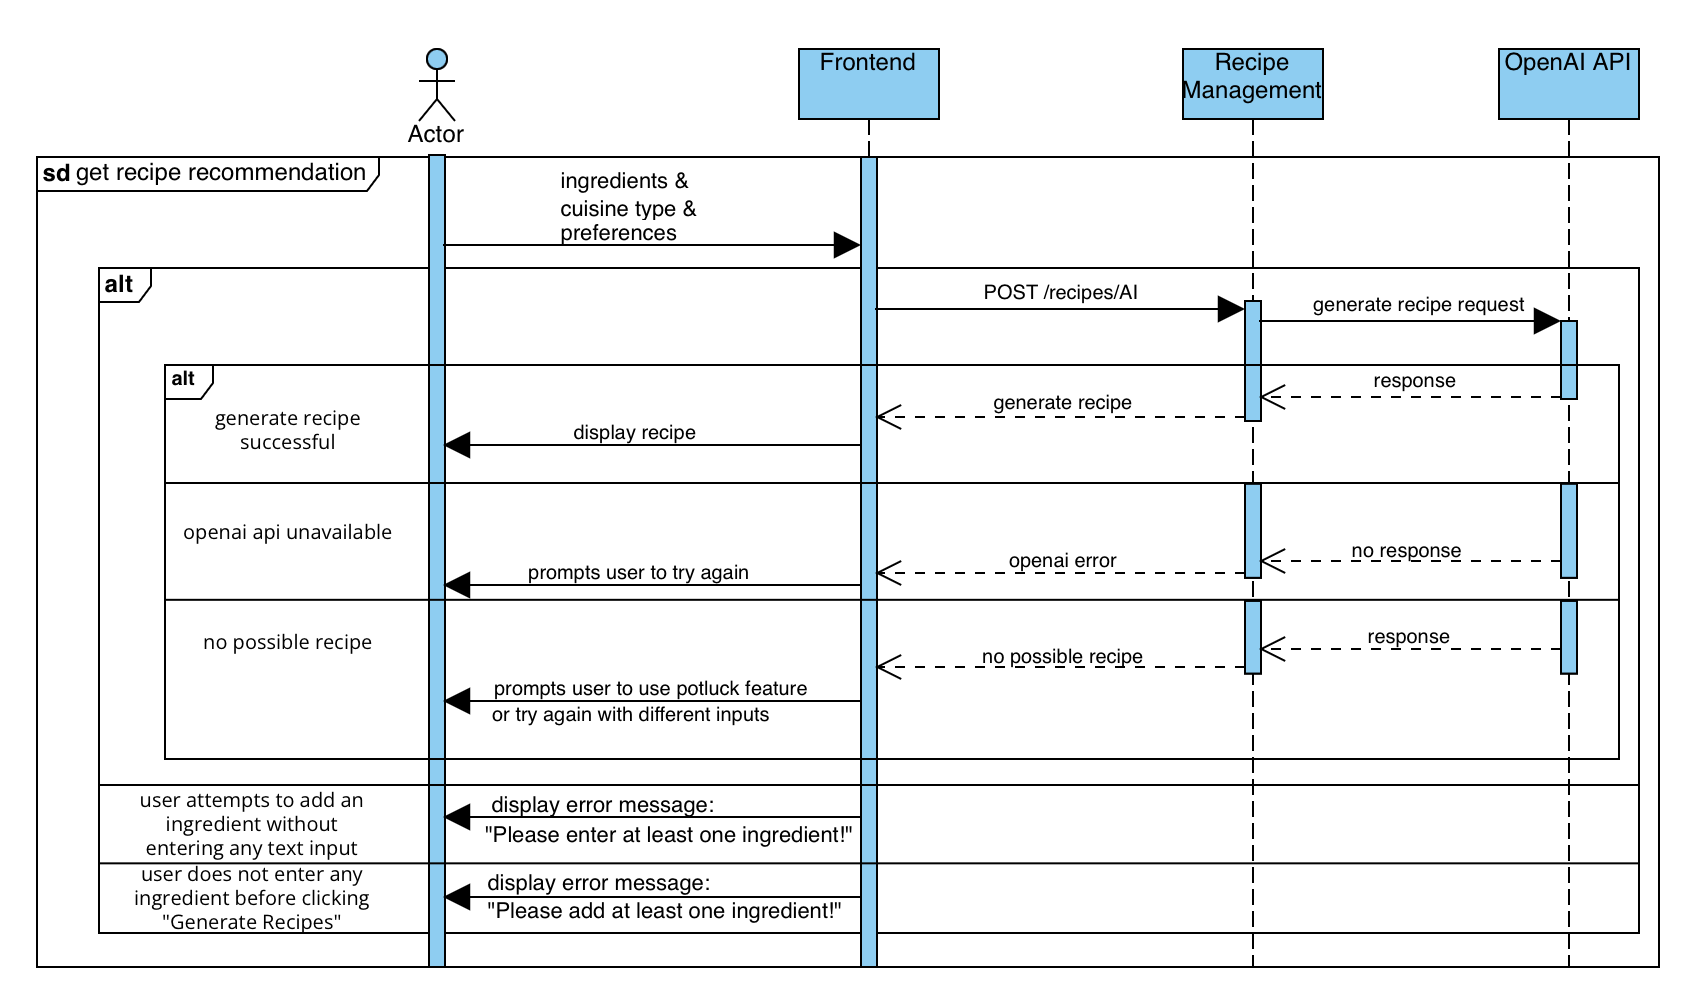 Frontend
Recipe
Management
OpenAI API
Actor
sd get recipe recommendation
ingredients &
cuisine type &
preferences
alt
POST /recipes/AI
generate recipe request
alt
response
generate recipe
generate recipe
successful
display recipe
openai api unavailable
no response
openai error
prompts user to try again
no possible recipe
response
no possible recipe
prompts user to use potluck feature
or try again with different inputs
user attempts to add an
ingredient without
entering any text input
display error message:
"Please enter at least one ingredient!"
user does not enter any
ingredient before clicking
"Generate Recipes"
display error message:
"Please add at least one ingredient!"